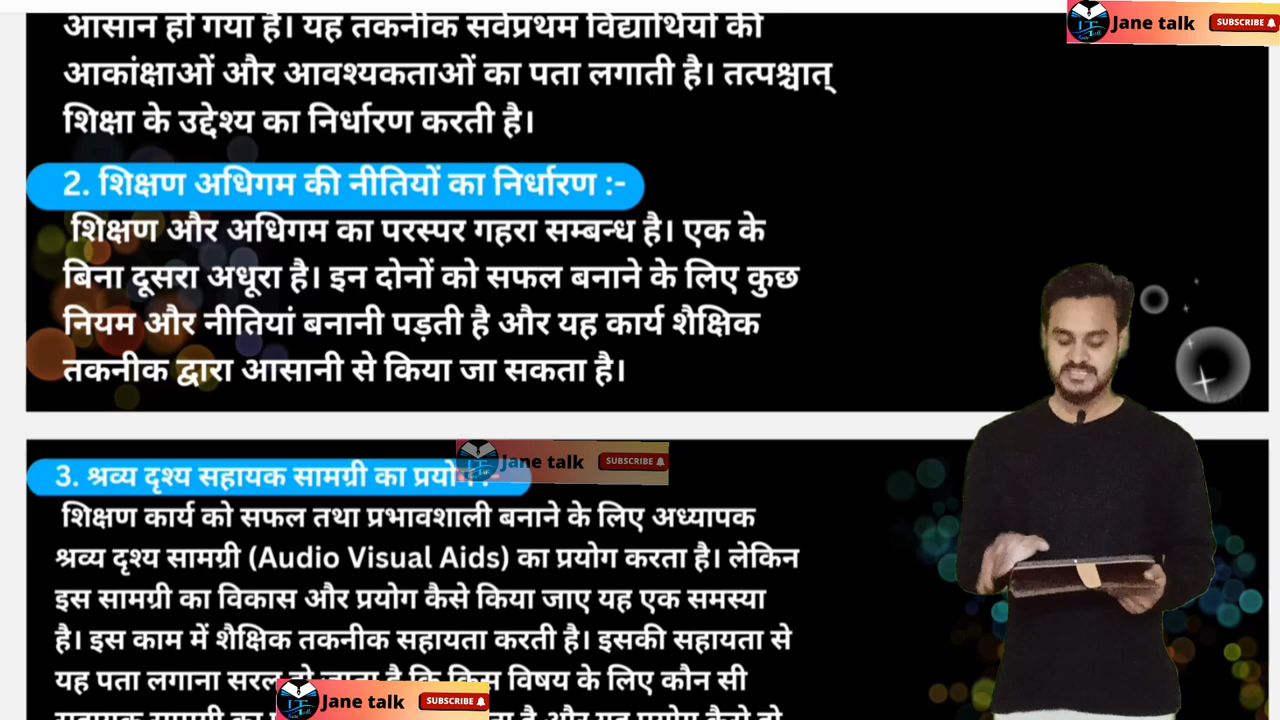 आसान हो गया है। यह तकनीक सर्वप्रथम विद्यार्थियों की
आकांक्षाओं और आवश्यकताओं का पता लगाती है। तत्पश्चात्
शिक्षा के उद्देश्य का निर्धारण करती है।
2. शिक्षण अधिगम की नीतियों का निर्धारण :-
शिक्षण और अधिगम का परस्पर गहरा सम्बन्ध है। एक के
बिना दूसरा अधूरा है। इन दोनों को सफल बनाने के लिए कुछ
नियम और नीतियां बनानी पड़ती है और यह कार्य शैक्षिक
तकनीक द्वारा आसानी से किया जा सकता है।
3. श्रव्य दृश्य सहायक सामग्री का
शिक्षण कार्य को सफल तथा प्रभावशाली बनाने के लिए अध्यापक
श्रव्य दृश्य सामग्री (Audio Visual Aids) का प्रयोग करता है। लेकिन
इस सामग्री का विकास और प्रयोग कैसे किया जाए यह एक समस्या
है। इस काम में शैक्षिक तकनीक सहायता करती है। इसकी सहायता से
यह पता लगाना सरल है कि किस विषय के लिए कौन सी
Jane talk SUBSCRIBE
Jane talk SUBSCRIBE
Jane talk SUBSCRIBE